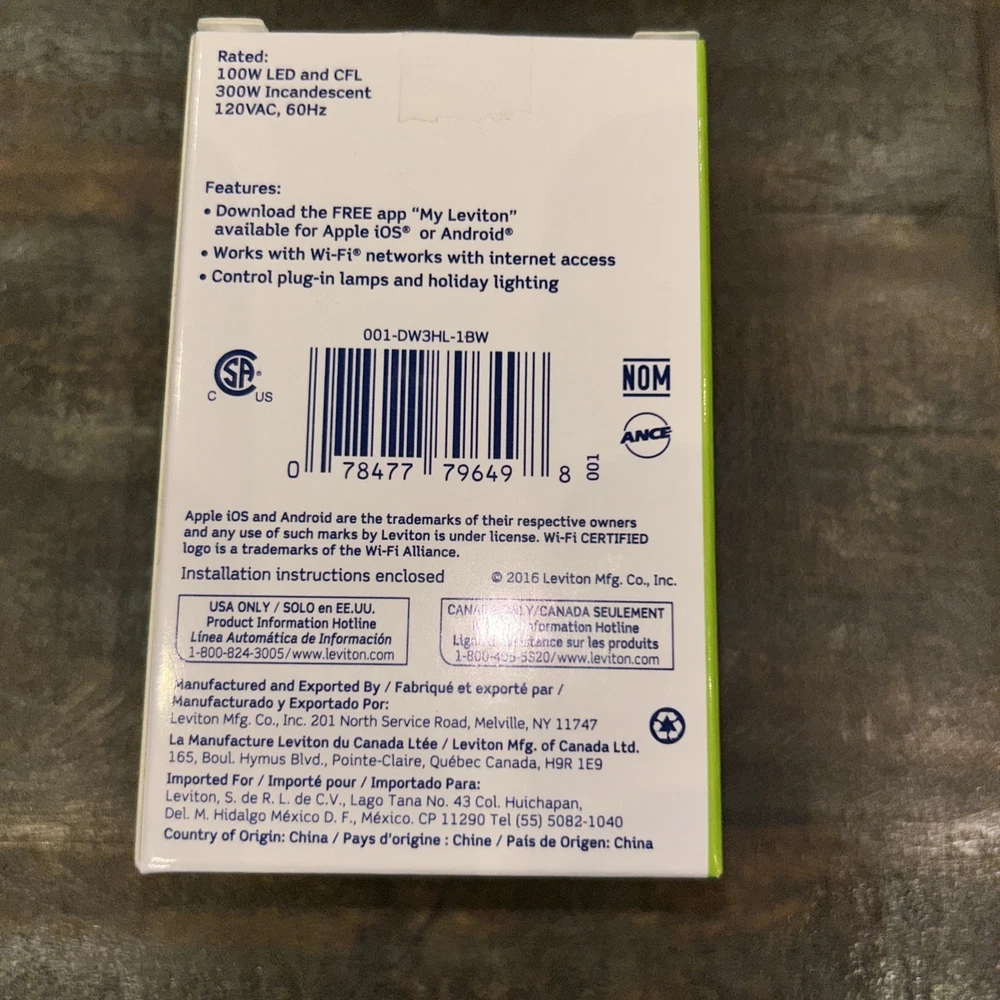 Rated:
100W LED and CFL
300W Incandescent
120VAC, 60Hz
Features:
• Download the FREE app “My Leviton”
available for Apple iOS® or Android®
• Works with Wi-Fi® networks with internet access
• Control plug-in lamps and holiday lighting
001-DW3HL-1BW
CSA®
C US
NOM
ANCE
0 78477 79649 8 001
Apple iOS and Android are the trademarks of their respective owners
and any use of such marks by Leviton is under license. Wi-Fi CERTIFIED
logo is a trademarks of the Wi-Fi Alliance.
Installation instructions enclosed © 2016 Leviton Mfg. Co., Inc.
USA ONLY / SOLO en EE.UU.
Product Information Hotline
Línea Automática de Información
1-800-824-3005/www.leviton.com
CANADA ONLY/CANADA SEULEMENT
Information Hotline
sur les produits
/www.leviton.com
Manufactured and Exported By / Fabriqué et exporté par /
Manufacturado y Exportado Por:
Leviton Mfg. Co., Inc. 201 North Service Road, Melville, NY 11747
La Manufacture Leviton du Canada Ltée / Leviton Mfg. of Canada Ltd.
165, Boul. Hymus Blvd., Pointe-Claire, Québec Canada, H9R 1E9
Imported For / Importé pour / Importado Para:
Leviton, S. de R. L. de C.V., Lago Tana No. 43 Col. Huichapan,
Del. M. Hidalgo México D. F., México. CP 11290 Tel (55) 5082-1040
Country of Origin: China / Pays d'origine : Chine / País de Origen: China